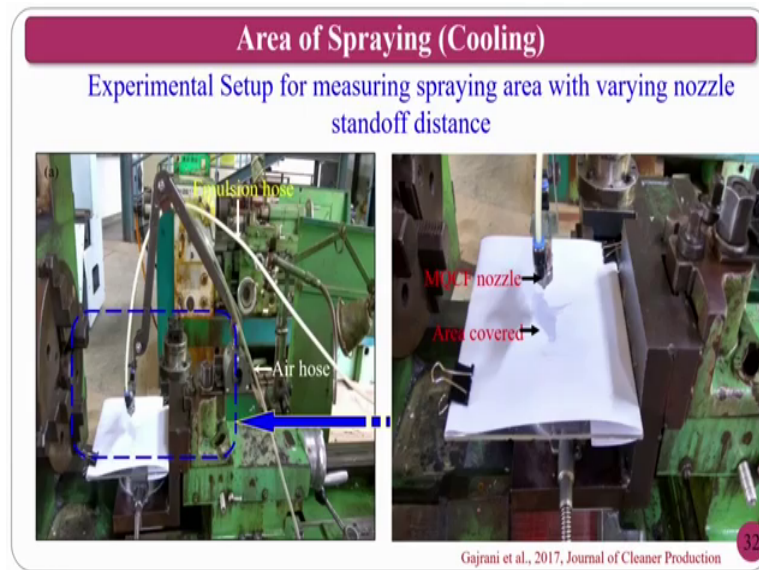 Area of Spraying (Cooling)
Experimental Setup for measuring spraying area with varying nozzle
standoff distance
(a)
Emulsion hose
Air hose
MQCF nozzle
Area covered
32
Gajrani et al., 2017, Journal of Cleaner Production